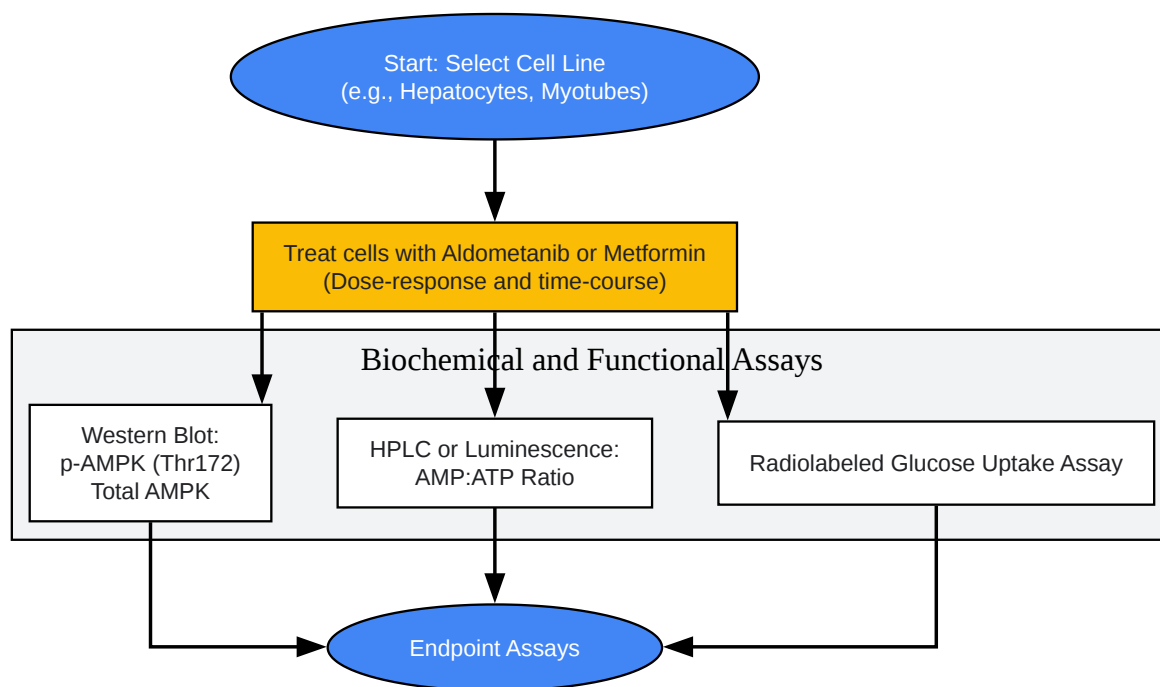 Start: Select Cell Line
(e.g., Hepatocytes, Myotubes)
Treat cells with Aldometanib or Metformin
(Dose-response and time-course)
Biochemical and Functional Assays
Western Blot:
p-AMPK (Thr172)
Total AMPK
HPLC or Luminescence:
AMP:ATP Ratio
Radiolabeled Glucose Uptake Assay
Endpoint Assays